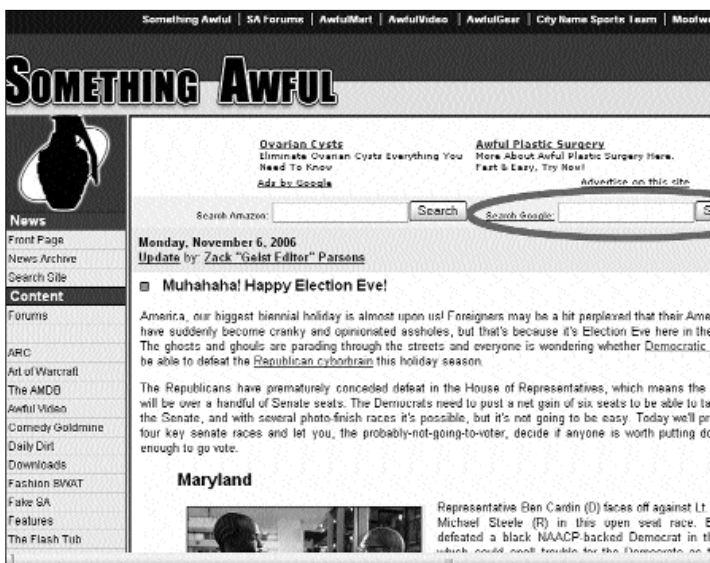 Something Awful | SA Forums | AwfulMart | AwfulVideo | AwfulGear | City Name Sports Team |
SOMETHING AWFUL
Ovarian Cysts
Eliminate Ovarian Cysts Everything You
Need To Know
Ads by Google
Awful Plastic Surgery
More About Awful Plastic Surgery Here.
Fast & Easy, Try Now!
Advertise on this site
Search Amazon: Search Search Google: S
News
Front Page
News Archive
Search Site
Content
Forums
ARC
Art of Warcraft
The AMDB
Awful Video
Comedy Goldmine
Daily Dirt
Downloads
Fashion SWAT
Fake SA
Features
The Flash Tub
Monday, November 6, 2006
Update by: Zack "Geist Editor" Parsons
Muhahaha! Happy Election Eve!
America, our biggest biennial holiday is almost upon us! Foreigners may be a bit perplexed that their Ame
have suddenly become cranky and opinionated assholes, but that's because it's Election Eve here in the
The ghosts and ghouls are parading through the streets and everyone is wondering whether Democratic
be able to defeat the Republican cyborbrain this holiday season.
The Republicans have prematurely conceded defeat in the House of Representatives, which means the
will be over a handful of Senate seats. The Democrats need to post a net gain of six seats to be able to ta
the Senate, and with several photo-finish races it's possible, but it's not going to be easy. Today we'll pr
four key senate races and let you, the probably-not-going-to-voter, decide if anyone is worth putting do
enough to go vote.
Maryland
Representative Ben Cardin (D) faces off against Lt.
Michael Steele (R) in this open seat race. B
defeated a black NAACP-backed Democrat in th
which could spell trouble for the Democrats as t